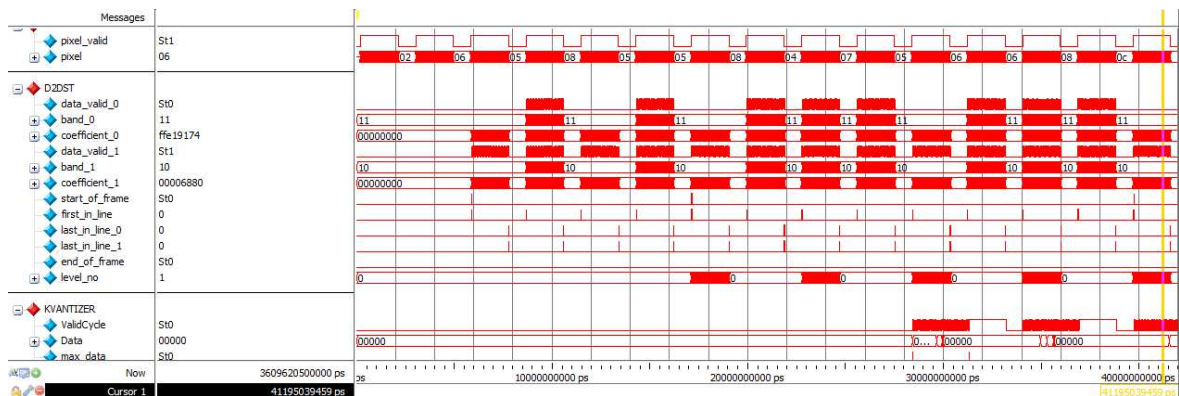 Messages
pixel_valid St1
pixel 06 02 06 05 08 05 05 08 04 07 05 06 06 08 0c
D2DST
data_valid_0 St0
band_0 11 11 11 11 11 11 11 11 11 11
coefficient_0 ffe19174 00000000
data_valid_1 St1
band_1 10 10 10 10 10 10 10 10 10 10
coefficient_1 00006880 00000000
start_of_frame St0
first_in_line 0
last_in_line_0 0
last_in_line_1 0
end_of_frame St0
level_no 1 0 0 0 0 0
KVANTIZER
ValidCycle St0
Data 00000 00000 0... 00000 00000
max_data St0
Now 3609620500000 ps ps 10000000000 ps 20000000000 ps 30000000000 ps 40000000000 ps
Cursor 1 41195039459 ps 41195039459 ps